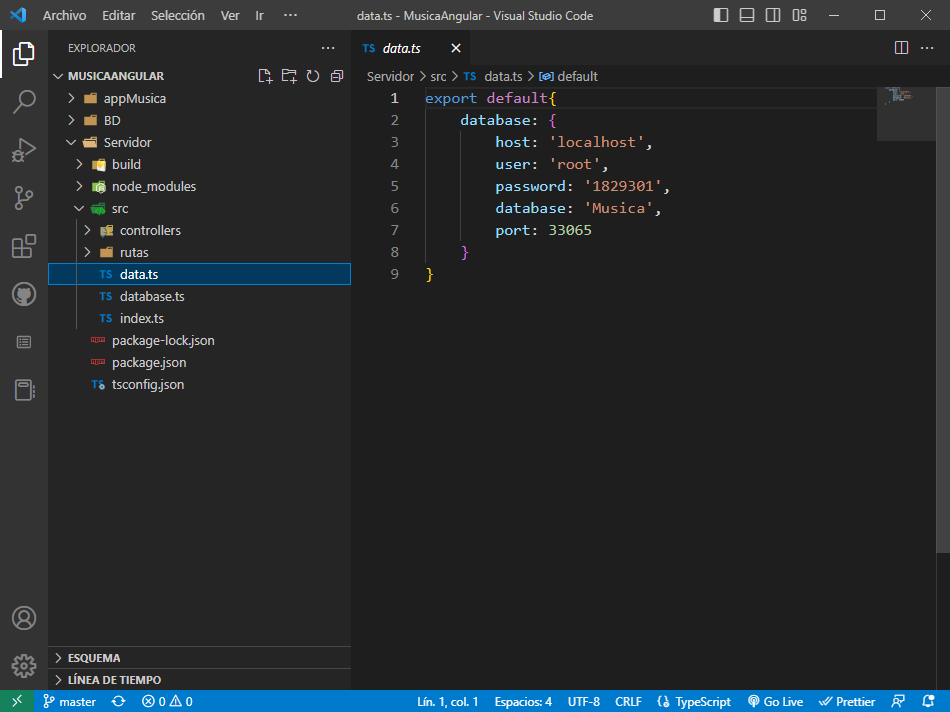 Archivo Editar Selección Ver Ir ··· data.ts - MusicaAngular - Visual Studio Code
EXPLORADOR ···
MUSICAANGULAR
appMusica
BD
Servidor
build
node_modules
src
controllers
rutas
TS data.ts
TS database.ts
TS index.ts
package-lock.json
package.json
TS tsconfig.json
ESQUEMA
LÍNEA DE TIEMPO
TS data.ts
Servidor > src > TS data.ts > default
1 export default{
2 database: {
3 host: 'localhost',
4 user: 'root',
5 password: '1829301',
6 database: 'Musica',
7 port: 33065
8 }
9 }
master 0 0 Lín. 1, col. 1 Espacios: 4 UTF-8 CRLF {} TypeScript Go Live Prettier